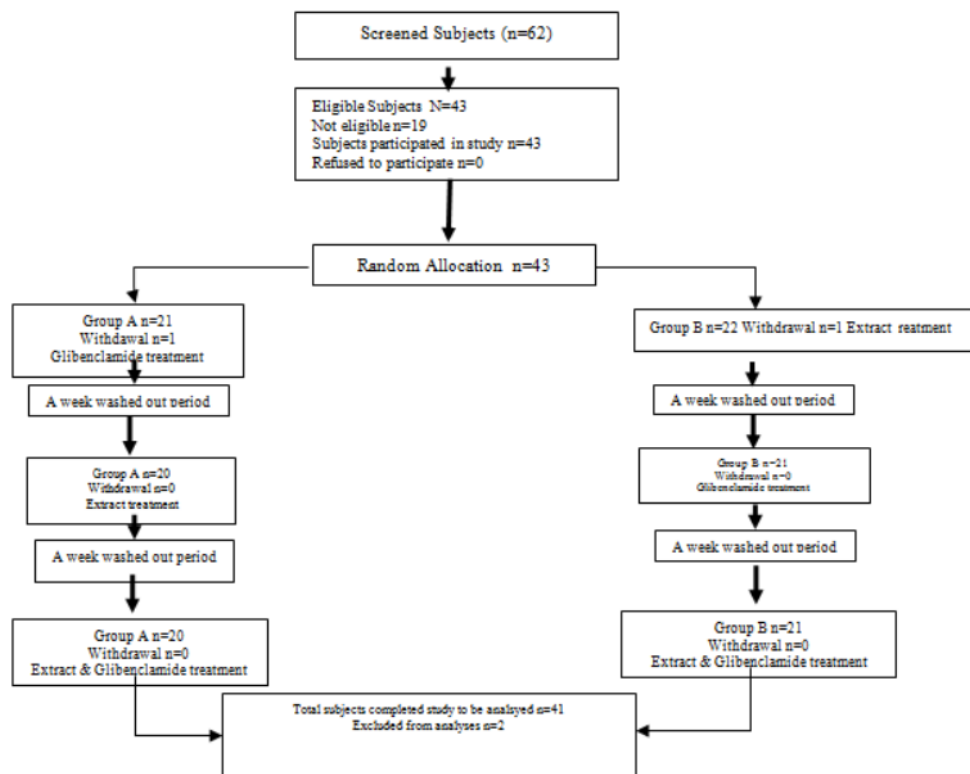 Screened Subjects (n=62)
Eligible Subjects N=43
Not eligible n=19
Subjects participated in study n=43
Refused to participate n=0
Random Allocation n=43
Group A n=21
Withdawal n=1
Glibenclamide treatment
Group B n=22 Withdrawal n=1 Extract reatment
A week washed out period
A week washed out period
Group A n=20
Withdrawal n=0
Extract treatment
Group B n=21
Withdrawal n=0
Glibenclamide treatment
A week washed out period
A week washed out period
Group A n=20
Withdrawal n=0
Extract & Glibenclamide treatment
Group B n=21
Withdrawal n=0
Extract & Glibenclamide treatment
Total subjects completed study to be analsyed n=41
Excluded from analyses n=2